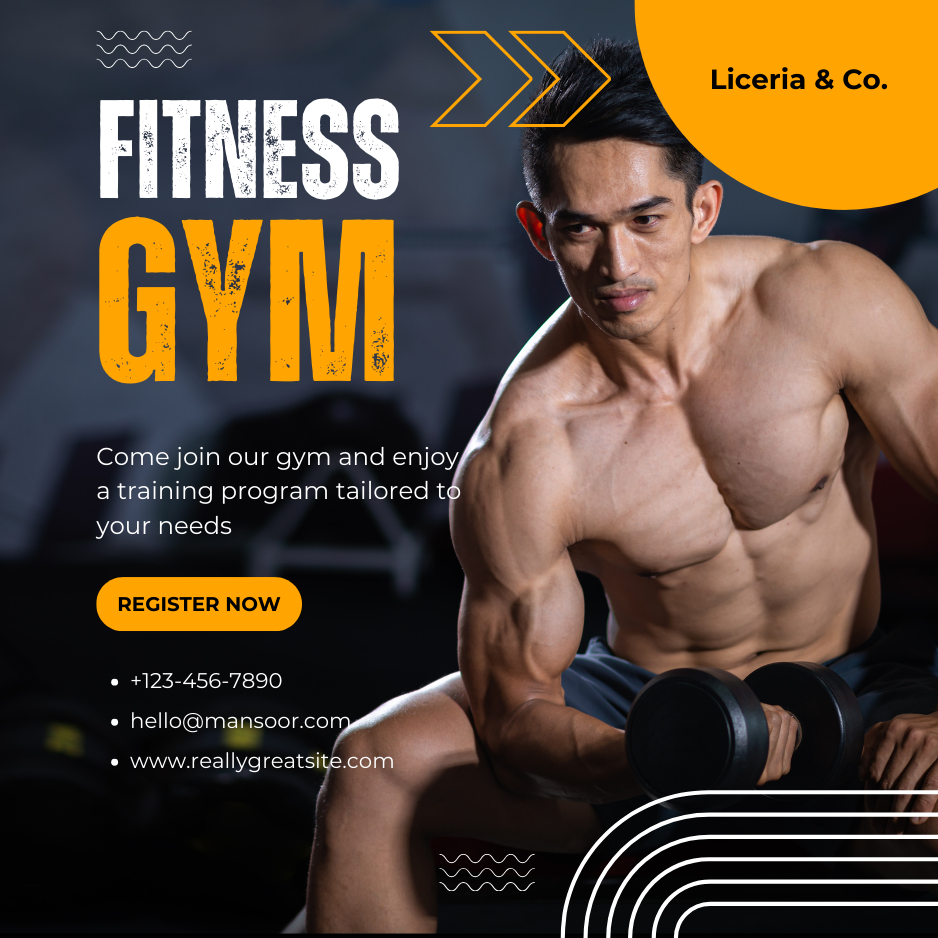 Liceria & Co.
FITNESS
GYM
Come join our gym and enjoy
a training program tailored to
your needs
REGISTER NOW
+123-456-7890
hello@mansoor.com
www.reallygreatsite.com